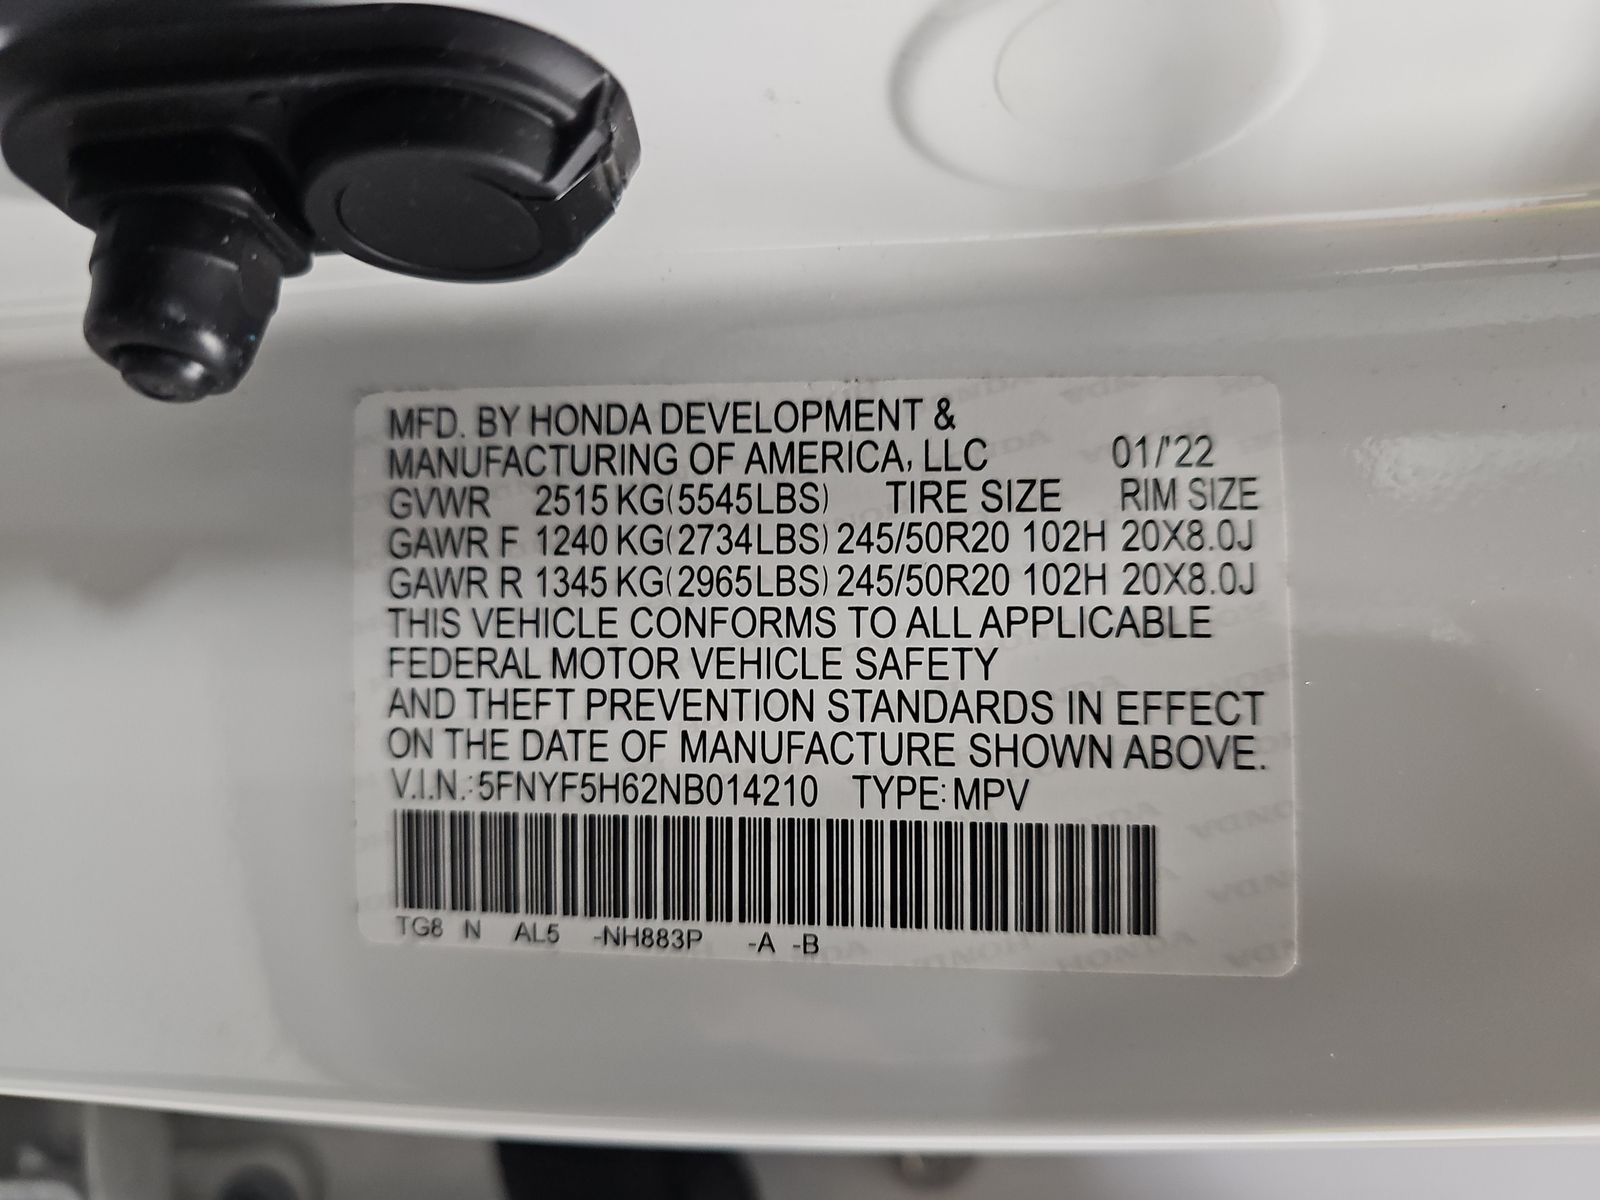 MFD. BY HONDA DEVELOPMENT &
MANUFACTURING OF AMERICA, LLC 01/'22
GVWR 2515 KG(5545LBS) TIRE SIZE RIM SIZE
GAWR F 1240 KG(2734LBS) 245/50R20 102H 20X8.0J
GAWR R 1345 KG(2965LBS) 245/50R20 102H 20X8.0J
THIS VEHICLE CONFORMS TO ALL APPLICABLE
FEDERAL MOTOR VEHICLE SAFETY
AND THEFT PREVENTION STANDARDS IN EFFECT
ON THE DATE OF MANUFACTURE SHOWN ABOVE.
V.I.N.: 5FNYF5H62NB014210 TYPE: MPV
TG8 N AL5 -NH883P -A -B